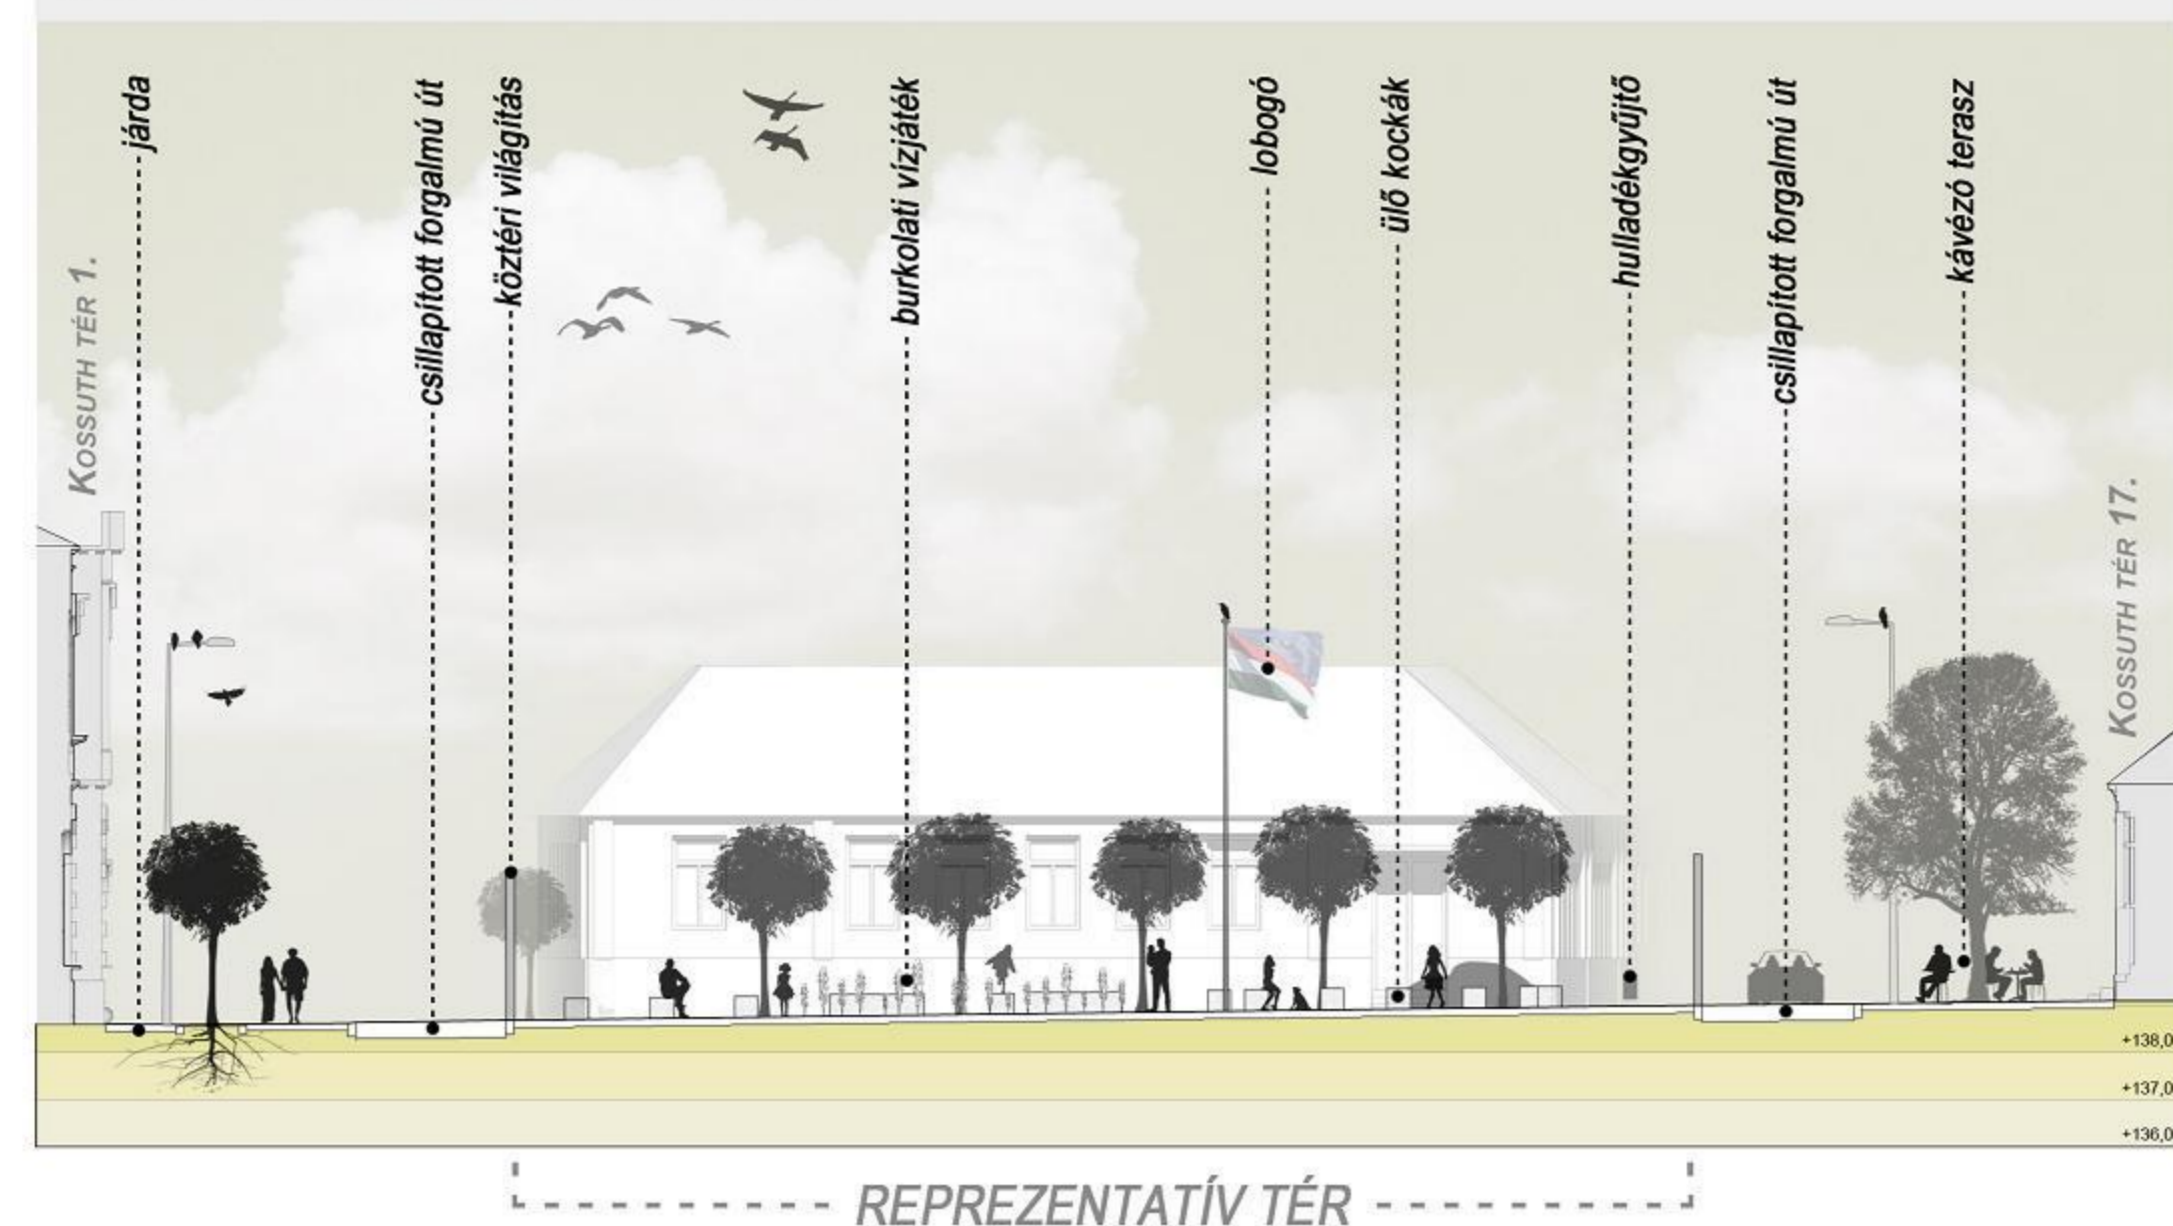 KOSSUTH TÉR 1.
járda
csillapított forgalmú út
köztéri világítás
burkolati vízjáték
lobogó
ülő kockák
hulladékgyűjtő
csillapított forgalmú út
kávézó terasz
KOSSUTH TÉR 17.
+138,0
+137,0
+136,0
REPREZENTATÍV TÉR